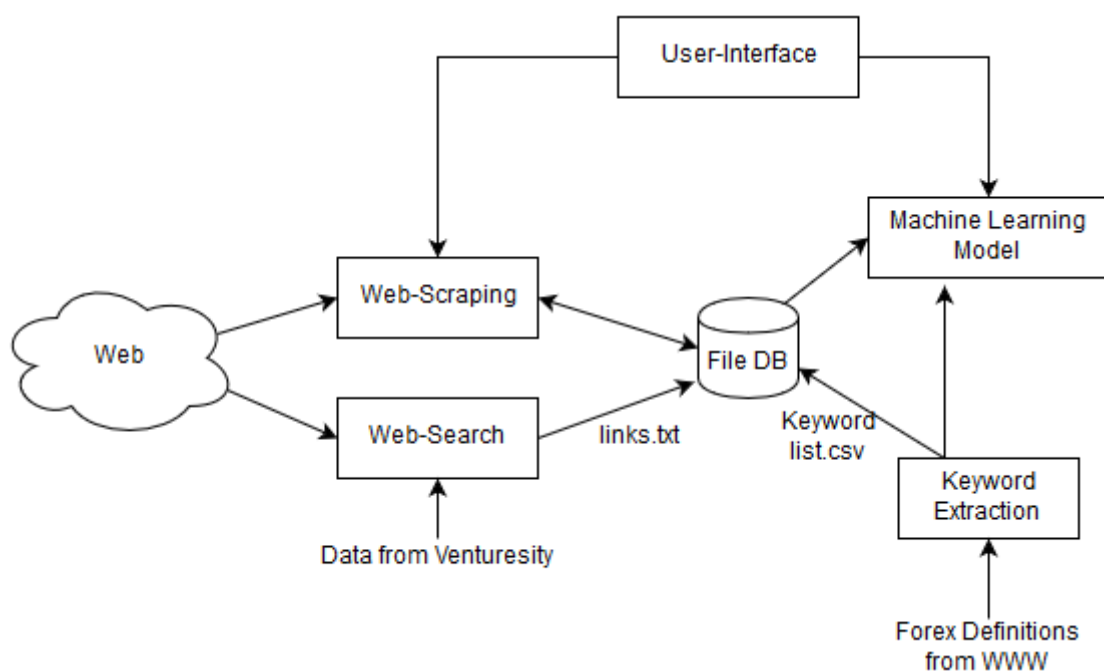 User-Interface
Machine Learning
Model
Web-Scraping
Web
File DB
Web-Search
links.txt
Keyword
list.csv
Keyword
Extraction
Data from Venturesity
Forex Definitions
from WWW